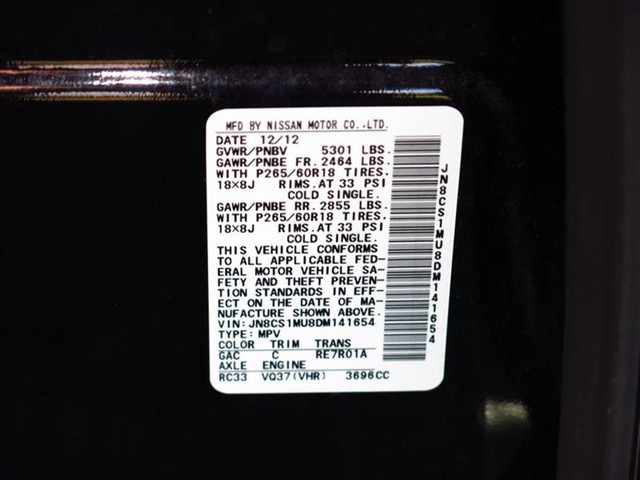 MFD BY NISSAN MOTOR CO.,LTD.
DATE 12/12
GVWR/PNBV 5301 LBS.
GAWR/PNBE FR. 2464 LBS.
WITH P265/60R18 TIRES.
18X8J RIMS.AT 33 PSI
COLD SINGLE.
GAWR/PNBE RR. 2855 LBS.
WITH P265/60R18 TIRES.
18X8J RIMS.AT 33 PSI
COLD SINGLE.
THIS VEHICLE CONFORMS
TO ALL APPLICABLE FED-
ERAL MOTOR VEHICLE SA-
FETY AND THEFT PREVEN-
TION STANDARDS IN EFF-
ECT ON THE DATE OF MA-
NUFACTURE SHOWN ABOVE.
VIN: JN8CS1MU8DM141654
TYPE: MPV
COLOR TRIM TRANS
GAC C RE7R01A
AXLE ENGINE
RC33 VQ37(VHR) 3696CC
JN8CS1MU8DM141654